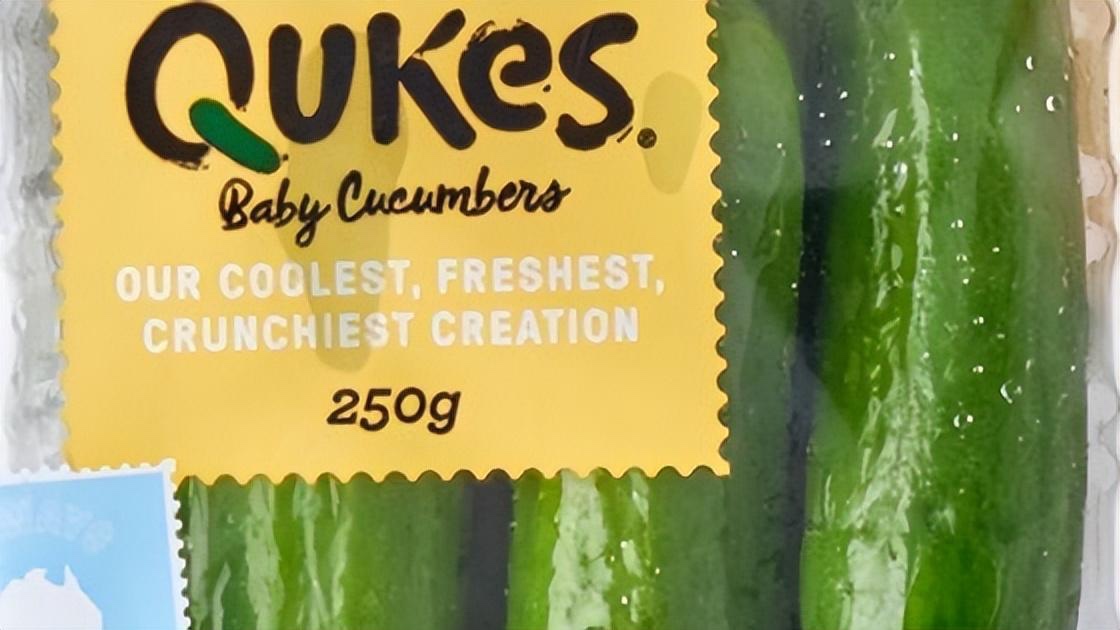 Qukes®
Baby Cucumbers
OUR COOLEST, FRESHEST,
CRUNCHIEST CREATION
250g